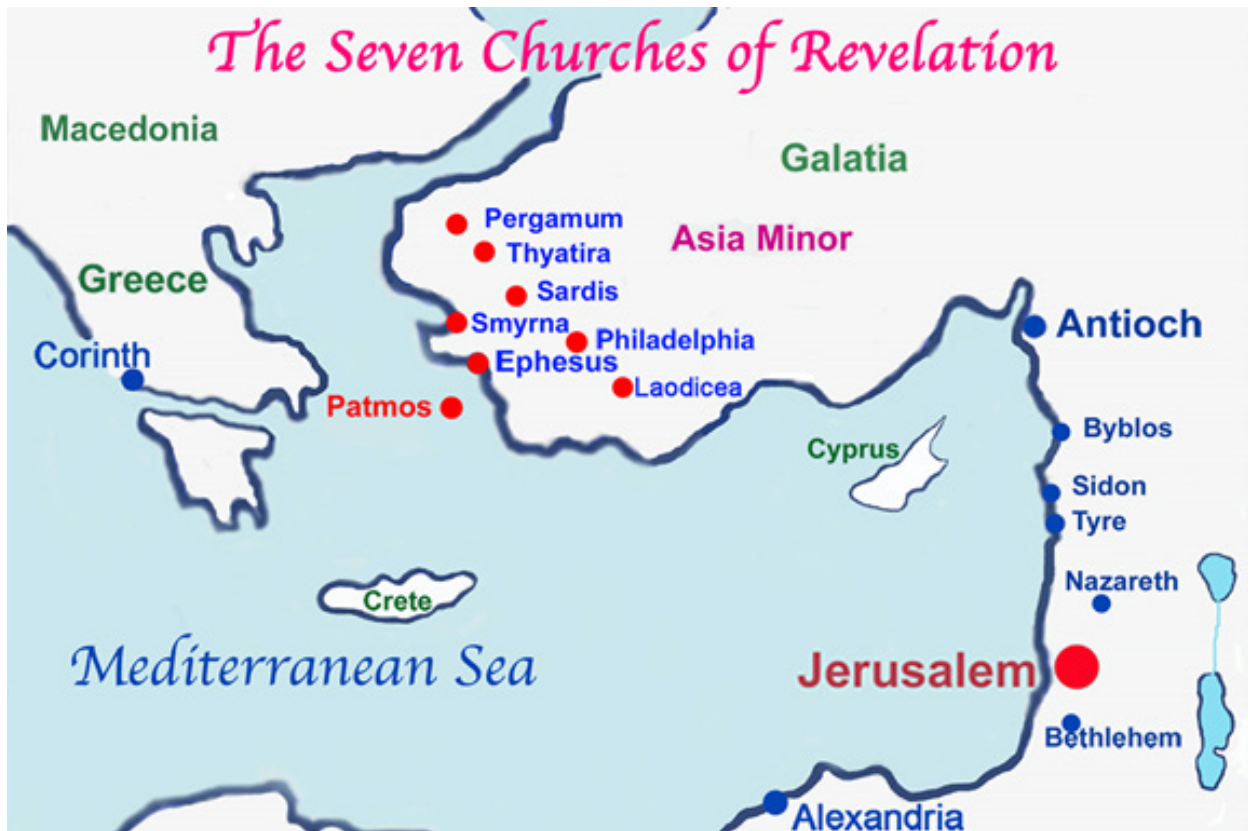 The Seven Churches of Revelation
Macedonia
Galatia
Pergamum
Asia Minor
Thyatira
Greece
Sardis
Smyrna
Antioch
Philadelphia
Corinth
Ephesus
Laodicea
Patmos
Byblos
Cyprus
Sidon
Tyre
Nazareth
Crete
Mediterranean Sea
Jerusalem
Bethlehem
Alexandria